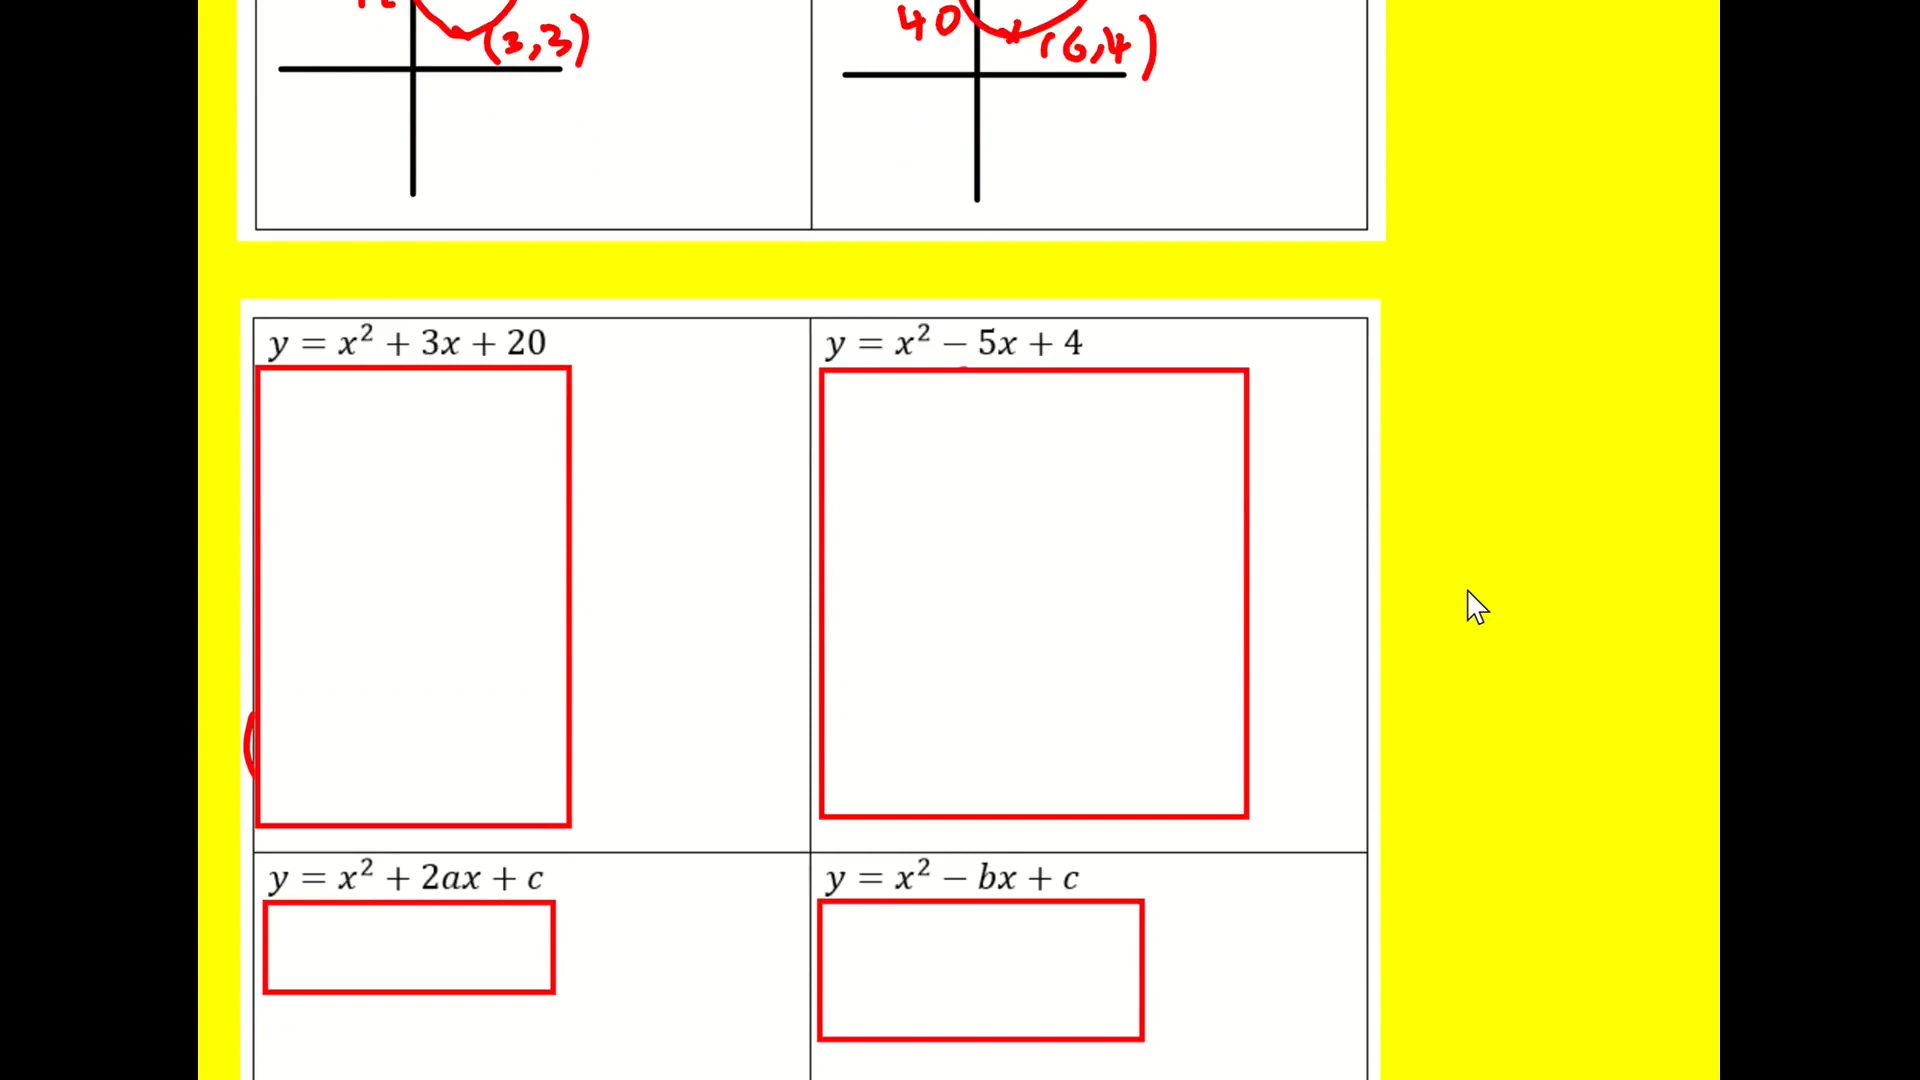 (3,3)
40
(6,4)
y = x² + 3x + 20
y = x² − 5x + 4
y = x² + 2ax + c
y = x² − bx + c